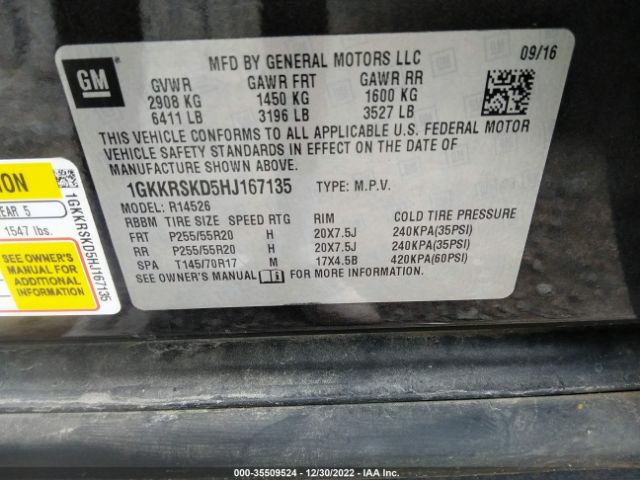 GM
MFD BY GENERAL MOTORS LLC
09/16
GVWR GAWR FRT GAWR RR
2908 KG 1450 KG 1600 KG
6411 LB 3196 LB 3527 LB
THIS VEHICLE CONFORMS TO ALL APPLICABLE U.S. FEDERAL MOTOR
VEHICLE SAFETY STANDARDS IN EFFECT ON THE DATE OF
MANUFACTURE SHOWN ABOVE.
1GKKRSKD5HJ167135 TYPE: M.P.V.
MODEL: R14526
RBBM TIRE SIZE SPEED RTG RIM COLD TIRE PRESSURE
FRT P255/55R20 H 20X7.5J 240KPA(35PSI)
RR P255/55R20 H 20X7.5J 240KPA(35PSI)
SPA T145/70R17 M 17X4.5B 420KPA(60PSI)
SEE OWNER'S MANUAL FOR MORE INFORMATION.
ION
EAR 5
1547 lbs.
SEE OWNER'S
MANUAL FOR
ADDITIONAL
INFORMATION
1GKKRSKD5HJ167135
000-35509524 - 12/30/2022 - IAA Inc.